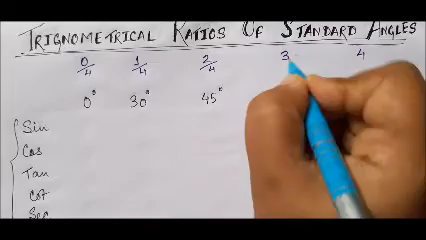 TRIGNOMETRICAL RATIOS OF STANDARD ANGLES
0/4 1/4 2/4 3 4
0° 30° 45°
Sin
Cos
Tan
Cot
Sec